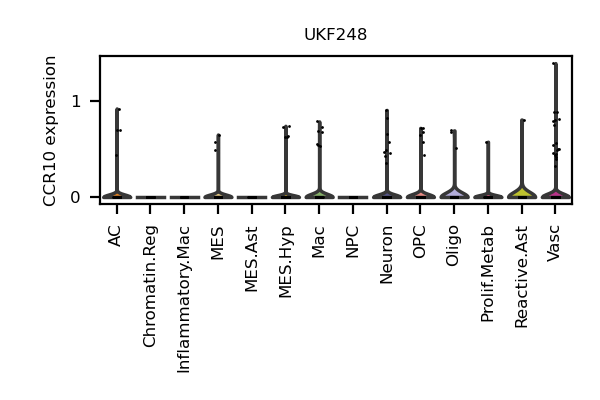 UKF248
CCR10 expression
1
0
AC
Chromatin.Reg
Inflammatory.Mac
MES
MES.Ast
MES.Hyp
Mac
NPC
Neuron
OPC
Oligo
Prolif.Metab
Reactive.Ast
Vasc